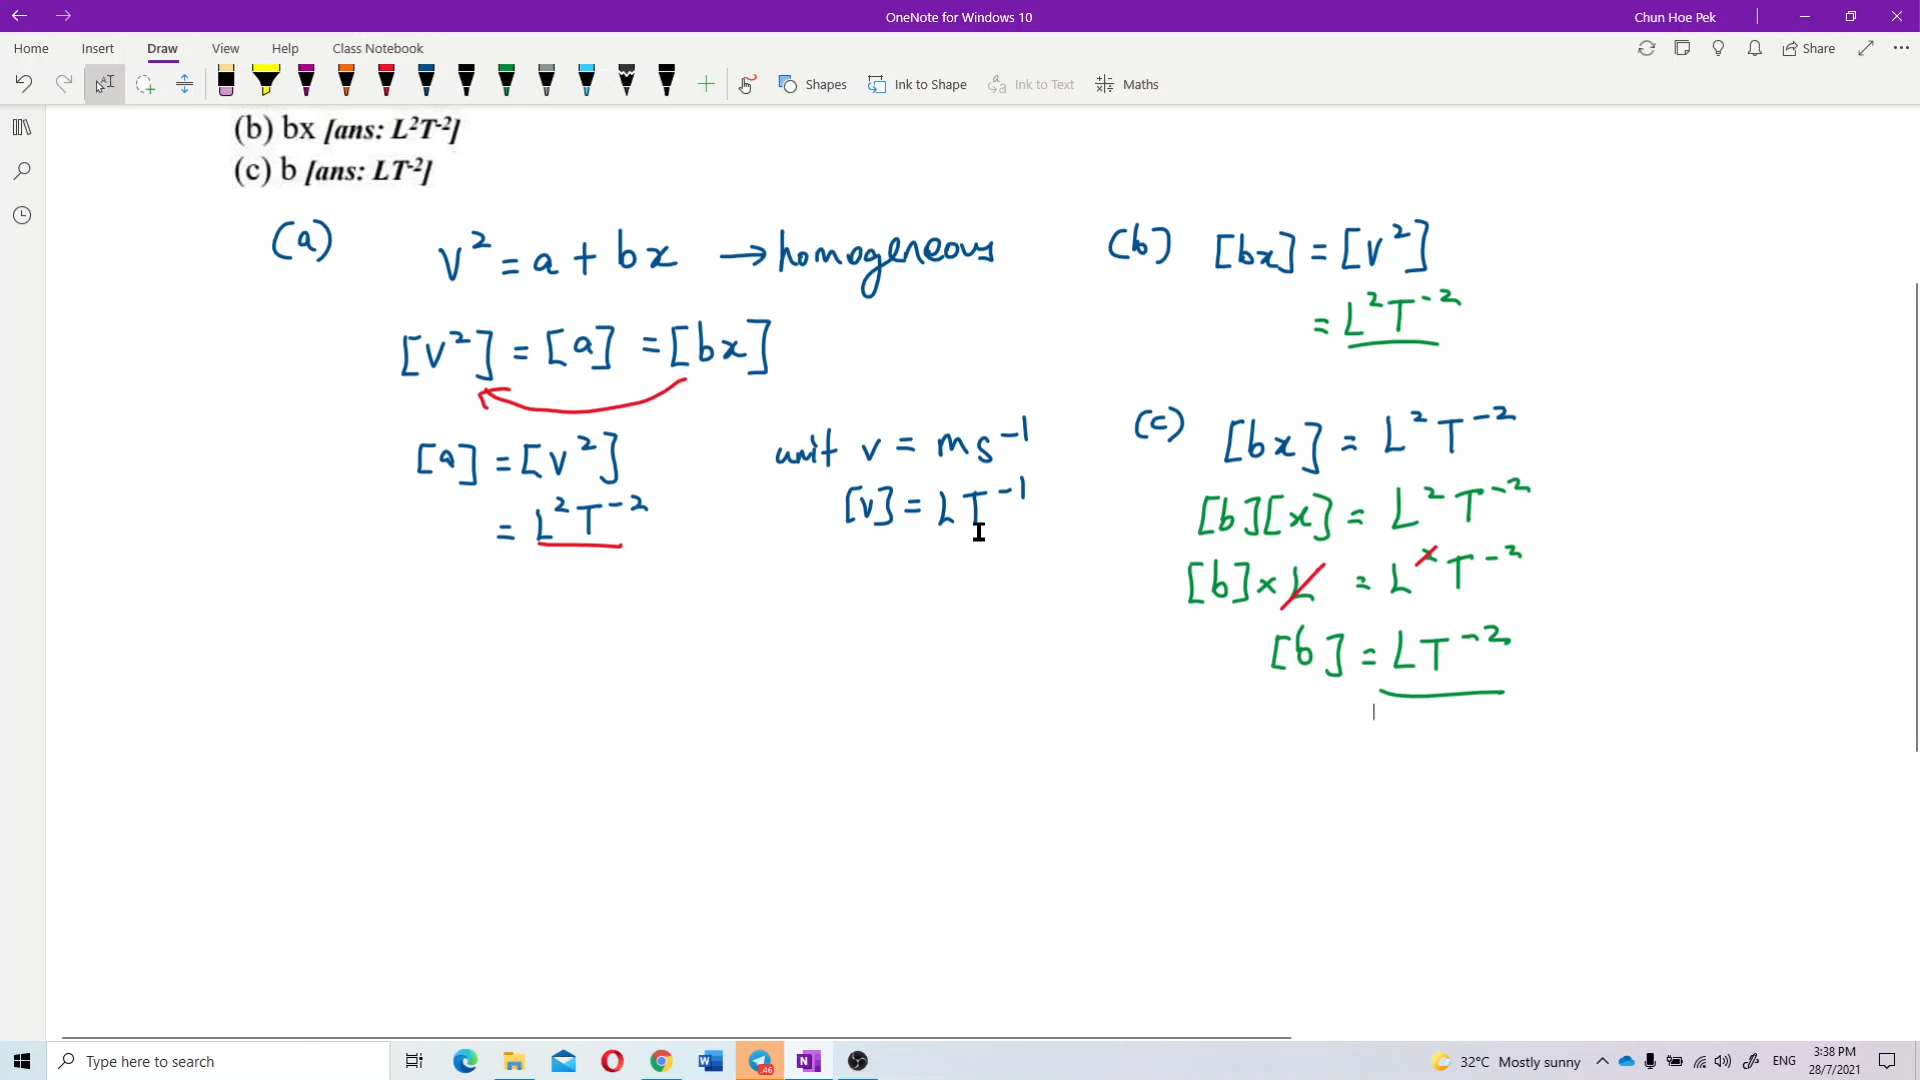 OneNote for Windows 10
Chun Hoe Pek
Home Insert Draw View Help Class Notebook
Share
Shapes Ink to Shape Ink to Text Maths
(b) bx [ans: L²T⁻²]
(c) b [ans: LT⁻²]
(a) v² = a + bx → homogeneous
[v²] = [a] = [bx]
[a] = [v²]
= L²T⁻²
unit v = ms⁻¹
[v] = LT⁻¹
(b) [bx] = [v²]
= L²T⁻²
(c) [bx] = L²T⁻²
[b][x] = L²T⁻²
[b] × L = L²T⁻²
[b] = LT⁻²
Type here to search
46
32°C Mostly sunny
ENG
3:38 PM
28/7/2021